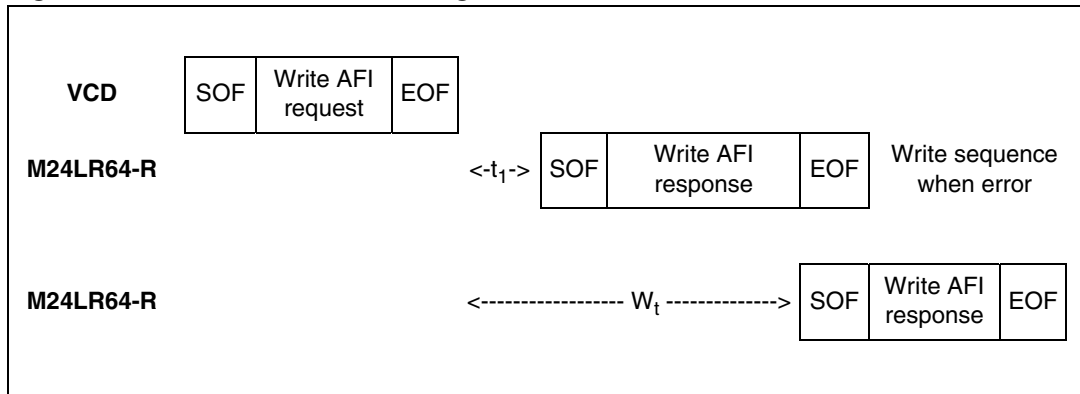 VCD SOF Write AFI request EOF
M24LR64-R <-t1-> SOF Write AFI response EOF Write sequence when error
M24LR64-R <------------------ Wt --------------> SOF Write AFI response EOF